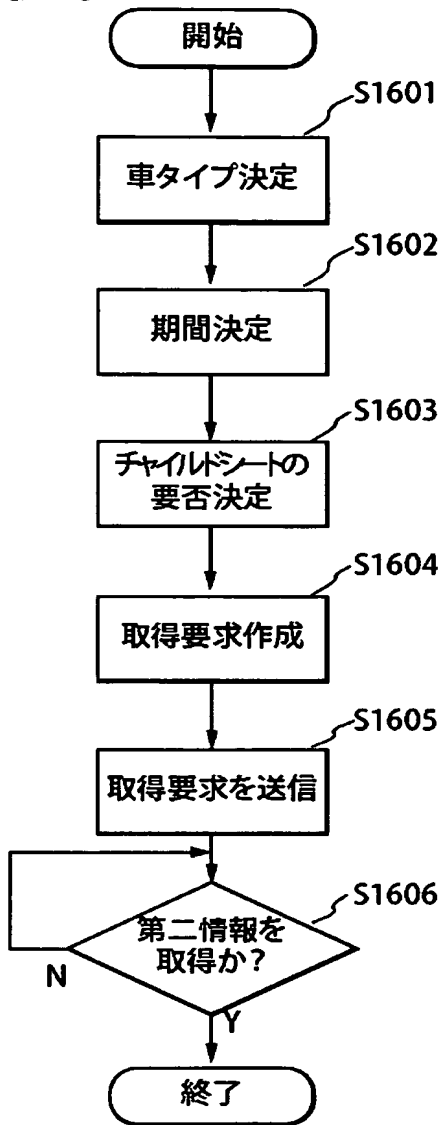 開始
S1601
車タイプ決定
S1602
期間決定
S1603
チャイルドシートの
要否決定
S1604
取得要求作成
S1605
取得要求を送信
S1606
第二情報を
取得か?
N
Y
終了